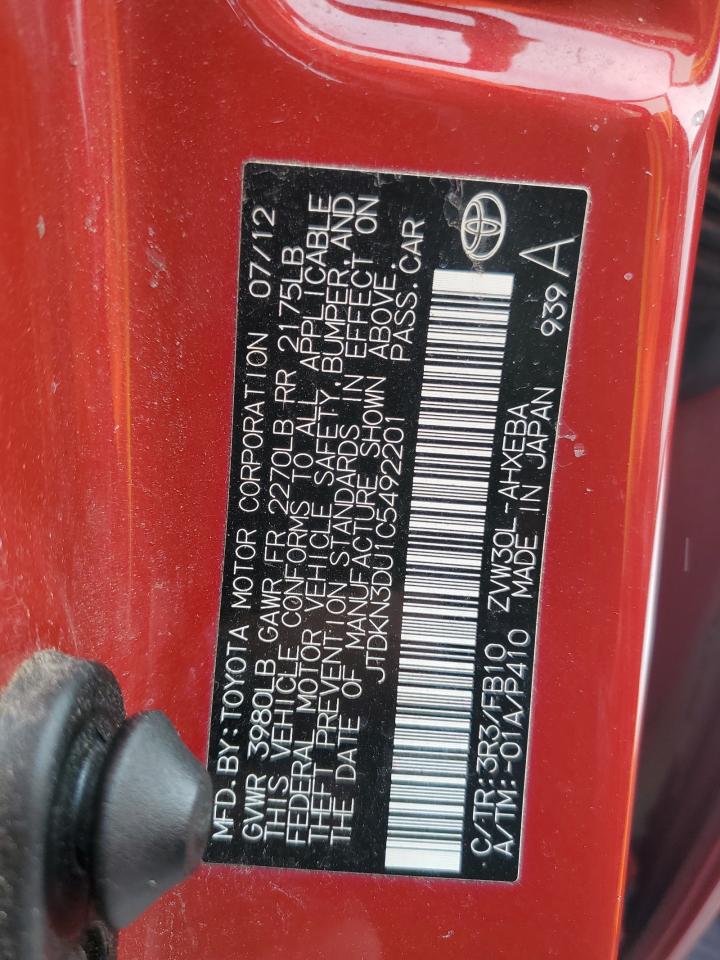 MFD. BY: TOYOTA MOTOR CORPORATION 07/12
GVWR 3980LB GAWR FR 2270LB RR 2175LB
THIS VEHICLE CONFORMS TO ALL APPLICABLE
FEDERAL MOTOR VEHICLE SAFETY, BUMPER, AND
THEFT PREVENTION STANDARDS IN EFFECT ON
THE DATE OF MANUFACTURE SHOWN ABOVE.
JTDKN3DU1C5492201 PASS. CAR
C/TR: 3R3/FB10 ZVW30L-AHXEBA
A/TM: -01A/P410 MADE IN JAPAN 939 A